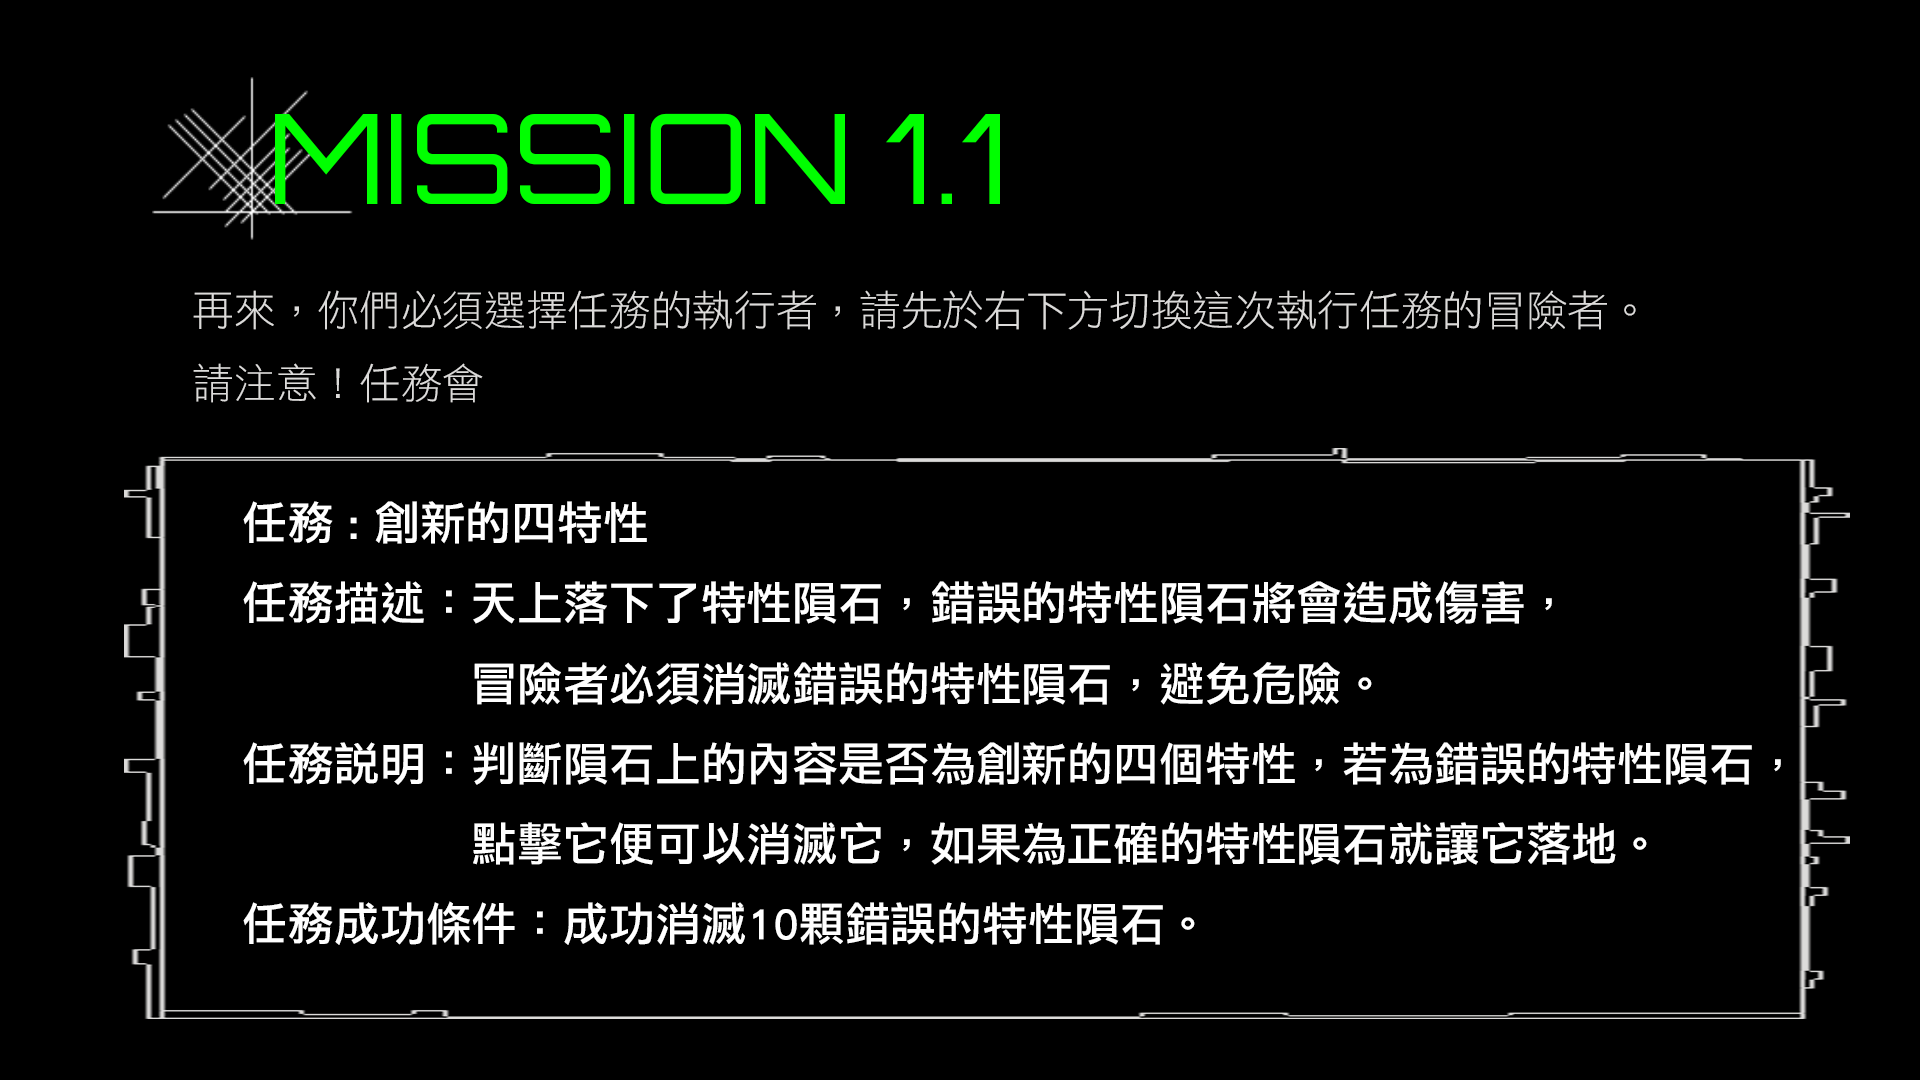 MISSION 1.1
再來，你們必須選擇任務的執行者，請先於右下方切換這次執行任務的冒險者。
請注意！任務會
任務 : 創新的四特性
任務描述：天上落下了特性隕石，錯誤的特性隕石將會造成傷害，
冒險者必須消滅錯誤的特性隕石，避免危險。
任務説明：判斷隕石上的內容是否為創新的四個特性，若為錯誤的特性隕石，
點擊它便可以消滅它，如果為正確的特性隕石就讓它落地。
任務成功條件：成功消滅10顆錯誤的特性隕石。